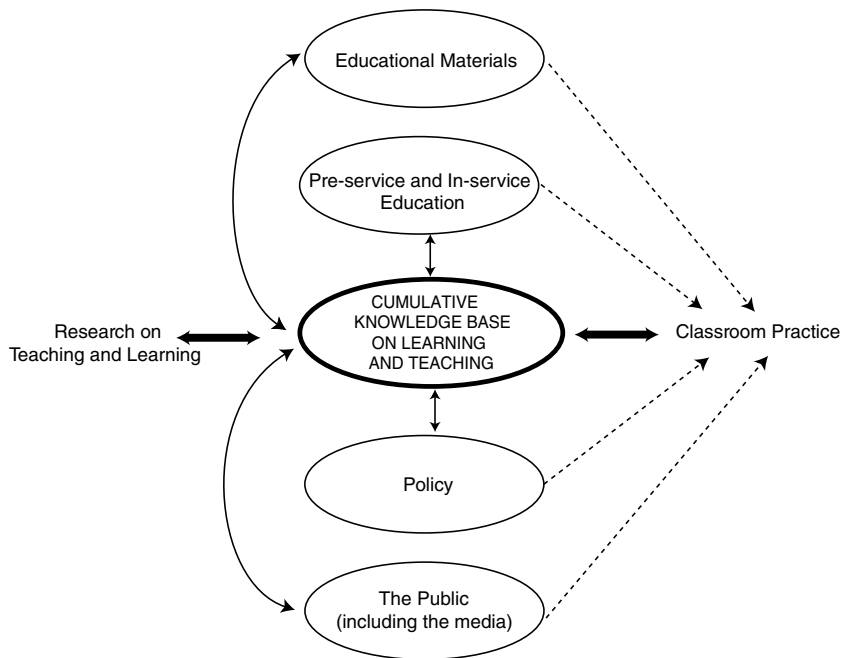 Educational Materials
Pre-service and In-service
Education
CUMULATIVE
KNOWLEDGE BASE
ON LEARNING
AND TEACHING
Research on
Teaching and Learning
Classroom Practice
Policy
The Public
(including the media)